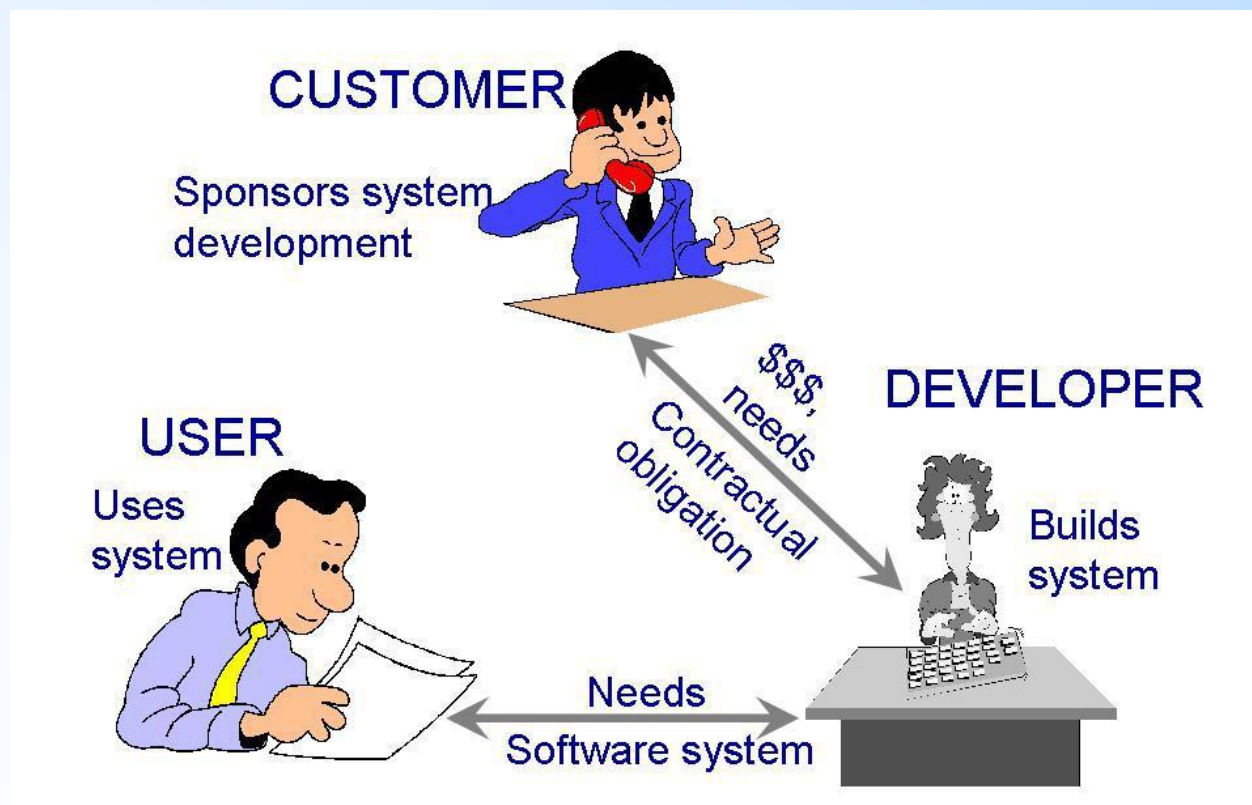 CUSTOMER
Sponsors system
development
$$$,
needs
Contractual
obligation
DEVELOPER
Builds
system
USER
Uses
system
Needs
Software system